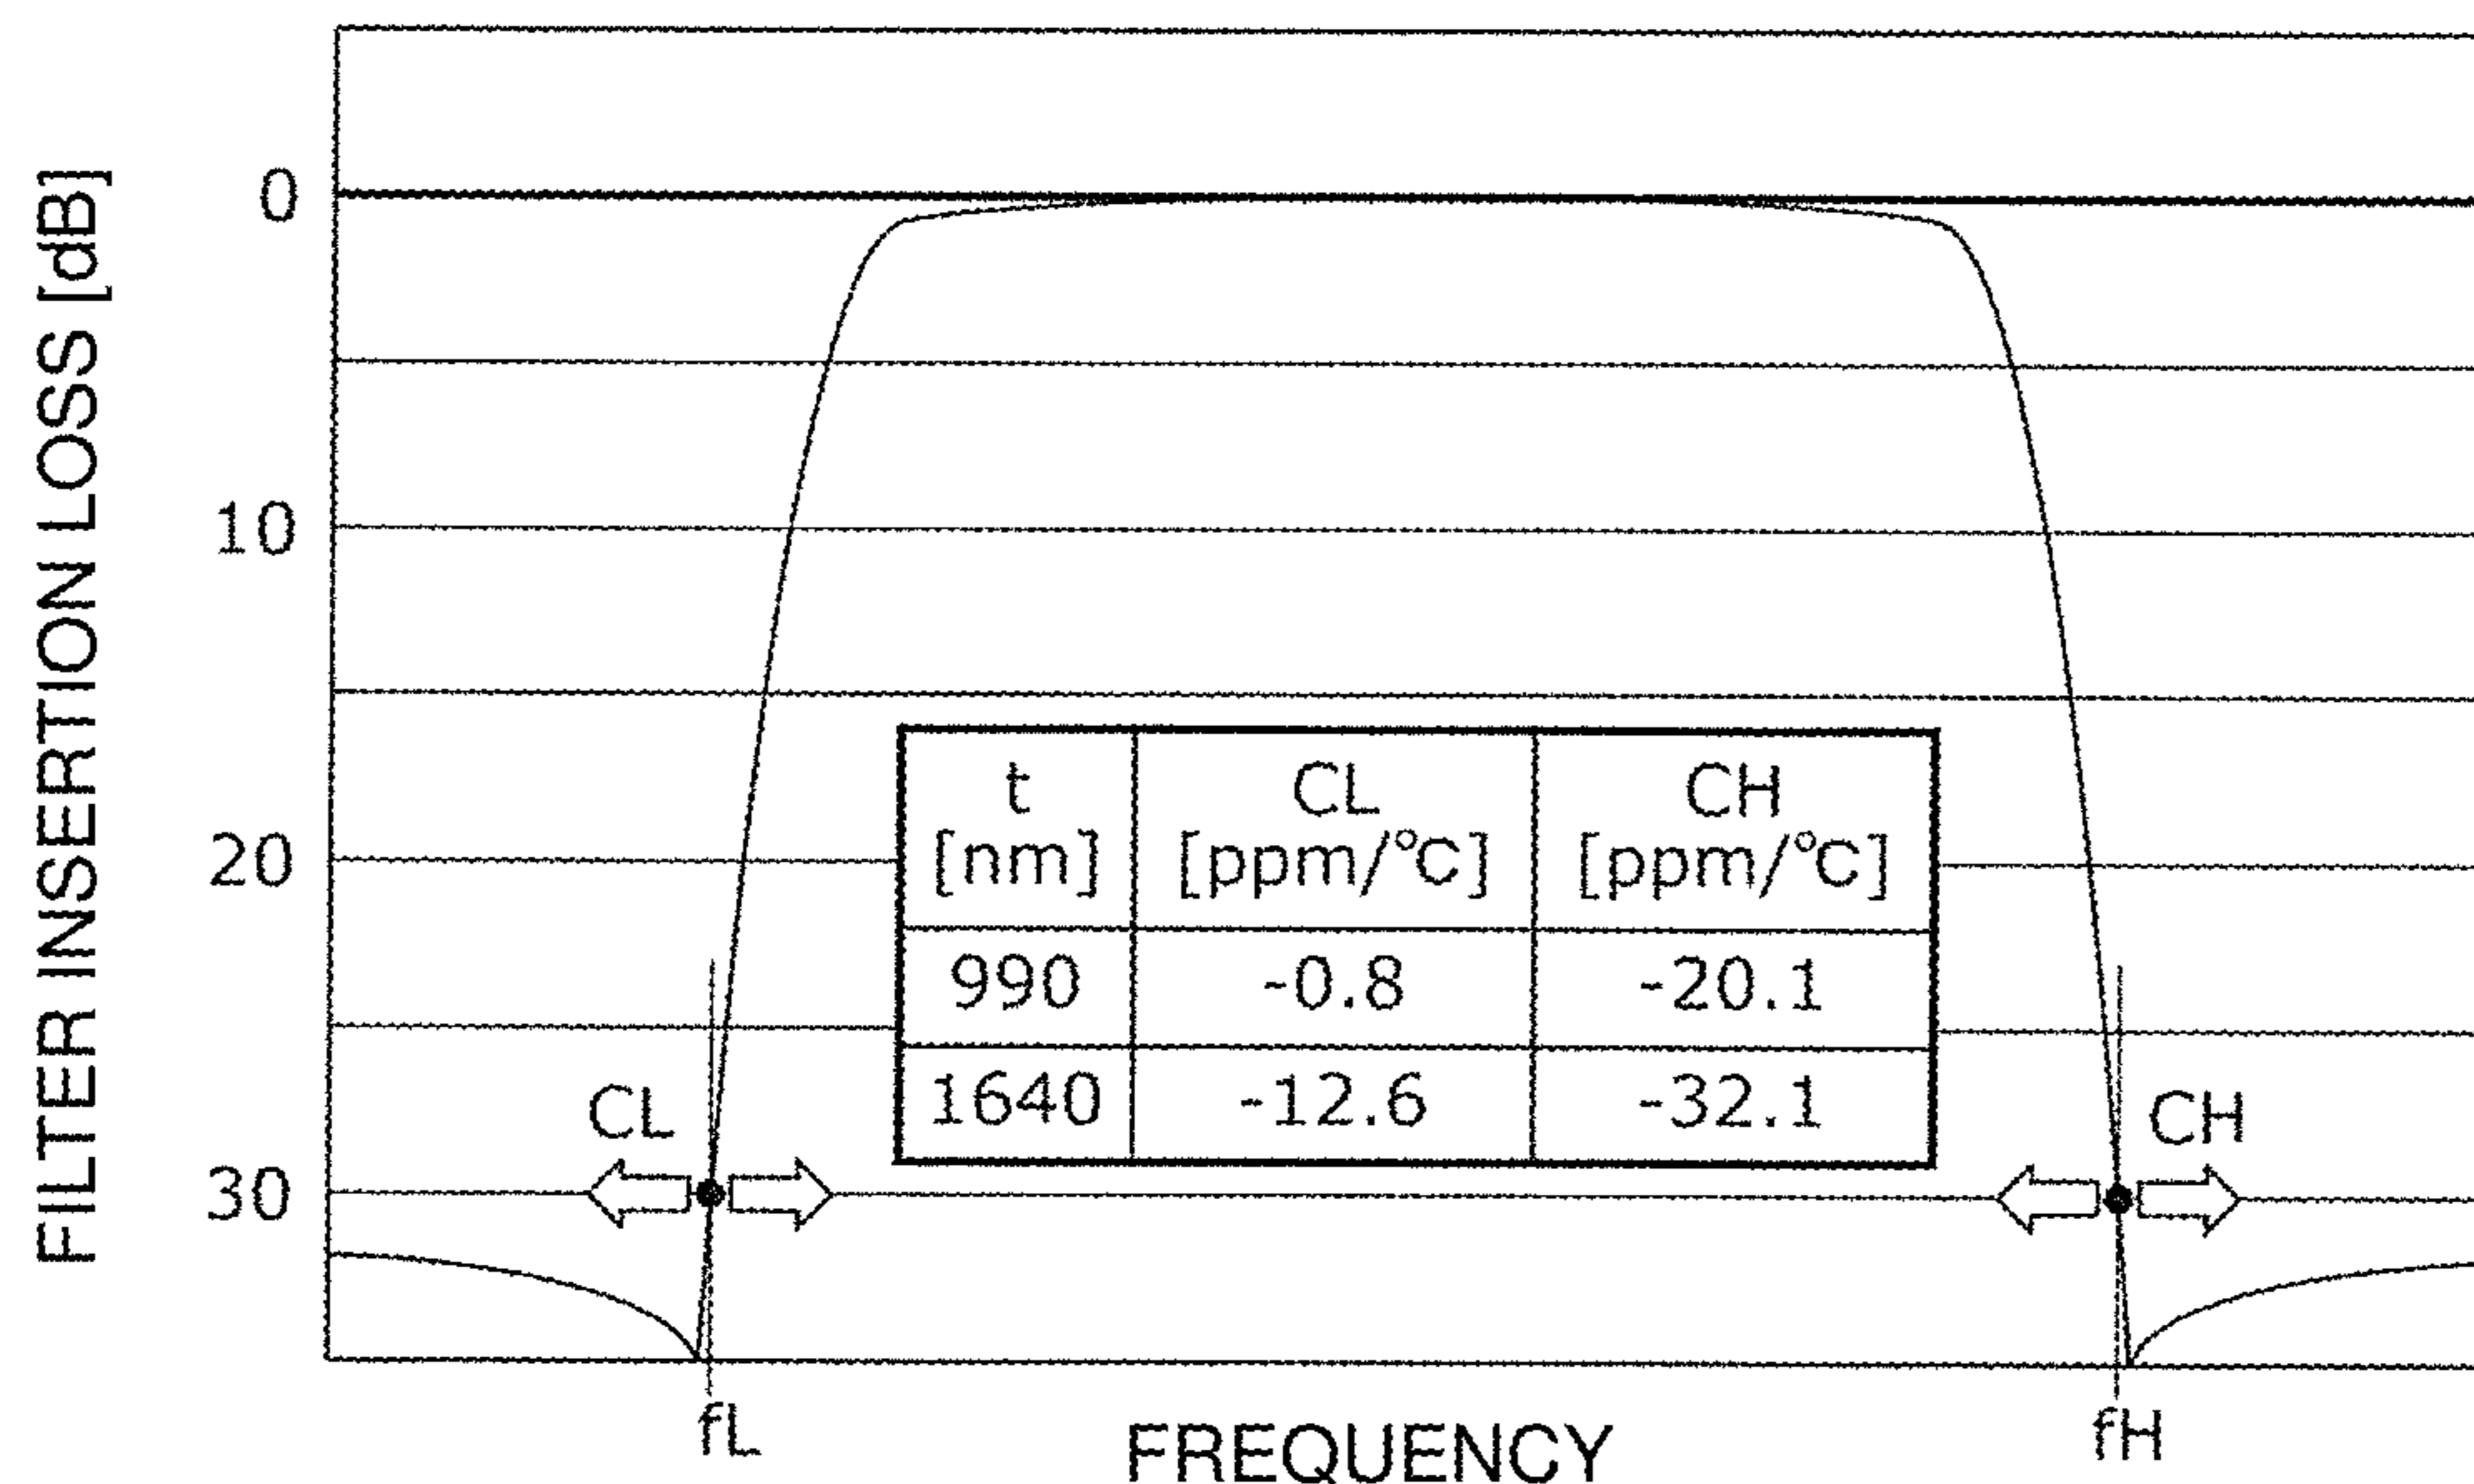 FILTER INSERTION LOSS [dB]
0
10
20
30
t
[nm]
CL
[ppm/°C]
CH
[ppm/°C]
990 -0.8 -20.1
1640 -12.6 -32.1
CL
CH
fL
fH
FREQUENCY